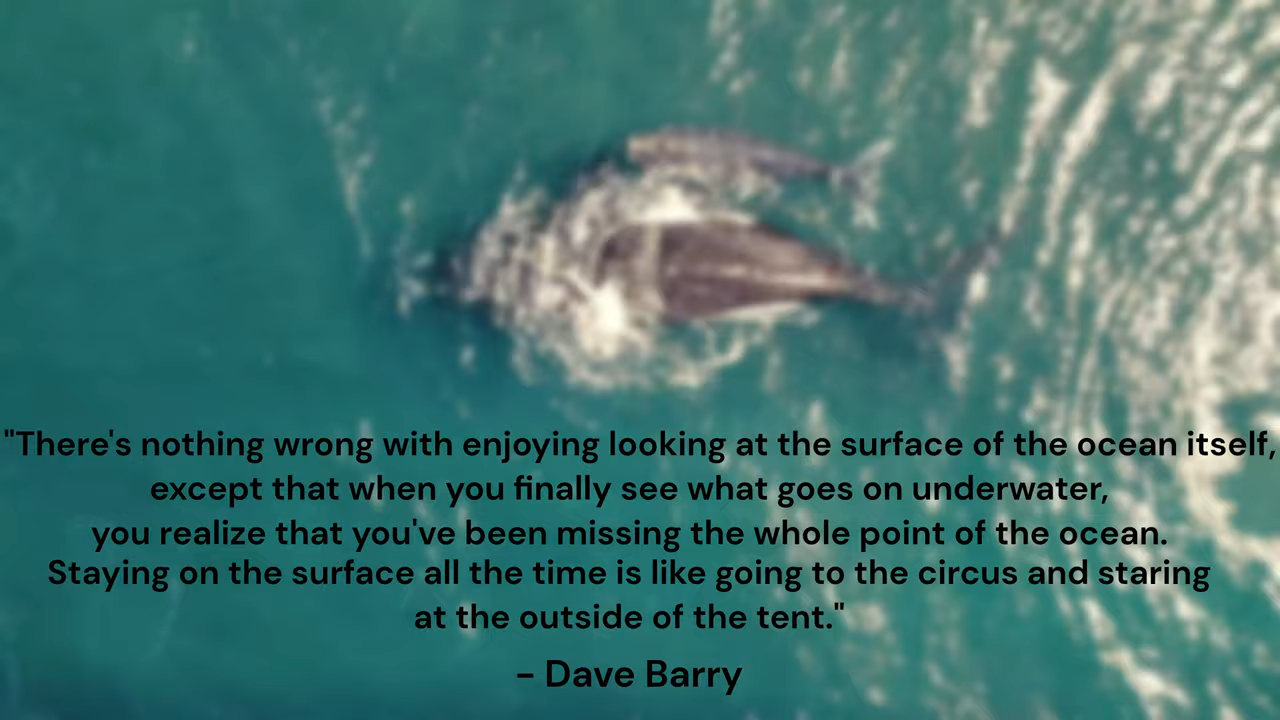 "There's nothing wrong with enjoying looking at the surface of the ocean itself,
except that when you finally see what goes on underwater,
you realize that you've been missing the whole point of the ocean.
Staying on the surface all the time is like going to the circus and staring
at the outside of the tent."
- Dave Barry